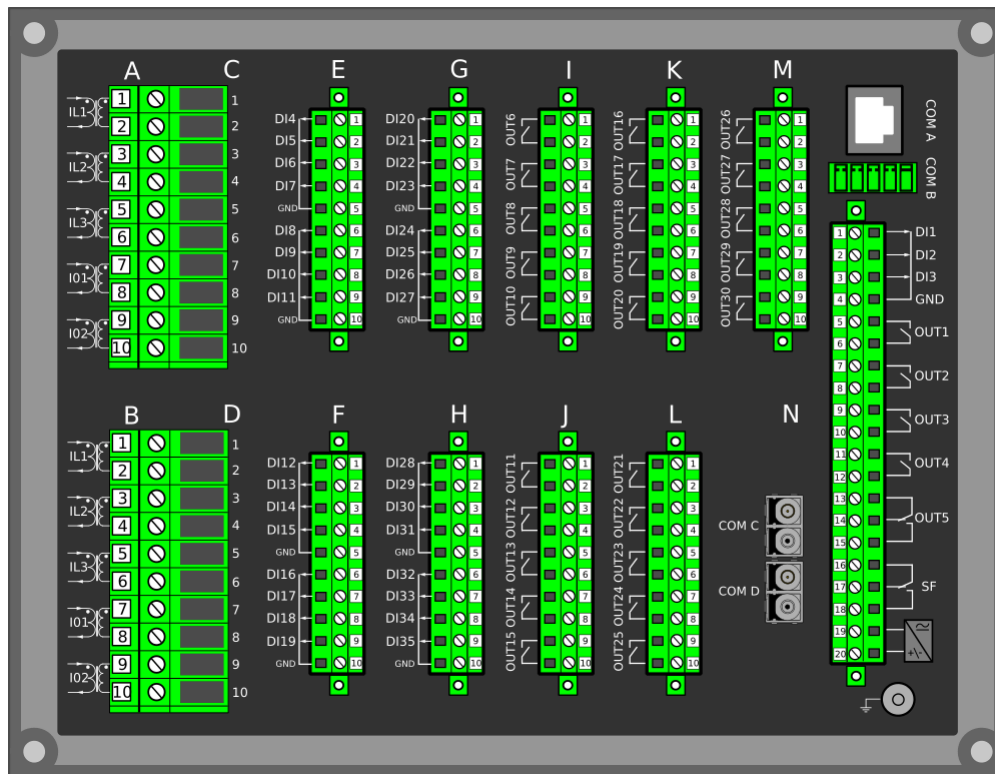 A
C
IL1
IL2
IL3
I01
I02
1
2
3
4
5
6
7
8
9
10
1
2
3
4
5
6
7
8
9
10
E
DI4
DI5
DI6
DI7
GND
DI8
DI9
DI10
DI11
GND
1
2
3
4
5
6
7
8
9
10
G
DI20
DI21
DI22
DI23
GND
DI24
DI25
DI26
DI27
GND
1
2
3
4
5
6
7
8
9
10
I
OUT6
OUT7
OUT8
OUT9
OUT10
1
2
3
4
5
6
7
8
9
10
K
OUT16
OUT17
OUT18
OUT19
OUT20
1
2
3
4
5
6
7
8
9
10
M
OUT26
OUT27
OUT28
OUT29
OUT30
1
2
3
4
5
6
7
8
9
10
COM A
COM B
1
2
3
4
5
6
7
8
9
10
11
12
13
14
15
16
17
18
19
20
DI1
DI2
DI3
GND
OUT1
OUT2
OUT3
OUT4
OUT5
SF
+/-
B
D
IL1
IL2
IL3
I01
I02
1
2
3
4
5
6
7
8
9
10
1
2
3
4
5
6
7
8
9
10
F
DI12
DI13
DI14
DI15
GND
DI16
DI17
DI18
DI19
GND
1
2
3
4
5
6
7
8
9
10
H
DI28
DI29
DI30
DI31
GND
DI32
DI33
DI34
DI35
GND
1
2
3
4
5
6
7
8
9
10
J
OUT11
OUT12
OUT13
OUT14
OUT15
1
2
3
4
5
6
7
8
9
10
L
OUT21
OUT22
OUT23
OUT24
OUT25
1
2
3
4
5
6
7
8
9
10
N
COM C
COM D